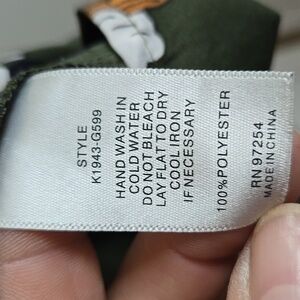 STYLE
K1943-G599
HAND WASH IN
COLD WATER
DO NOT BLEACH
LAY FLAT TO DRY
COOL IRON
IF NECESSARY
100% POLYESTER
RN 97254
MADE IN CHINA